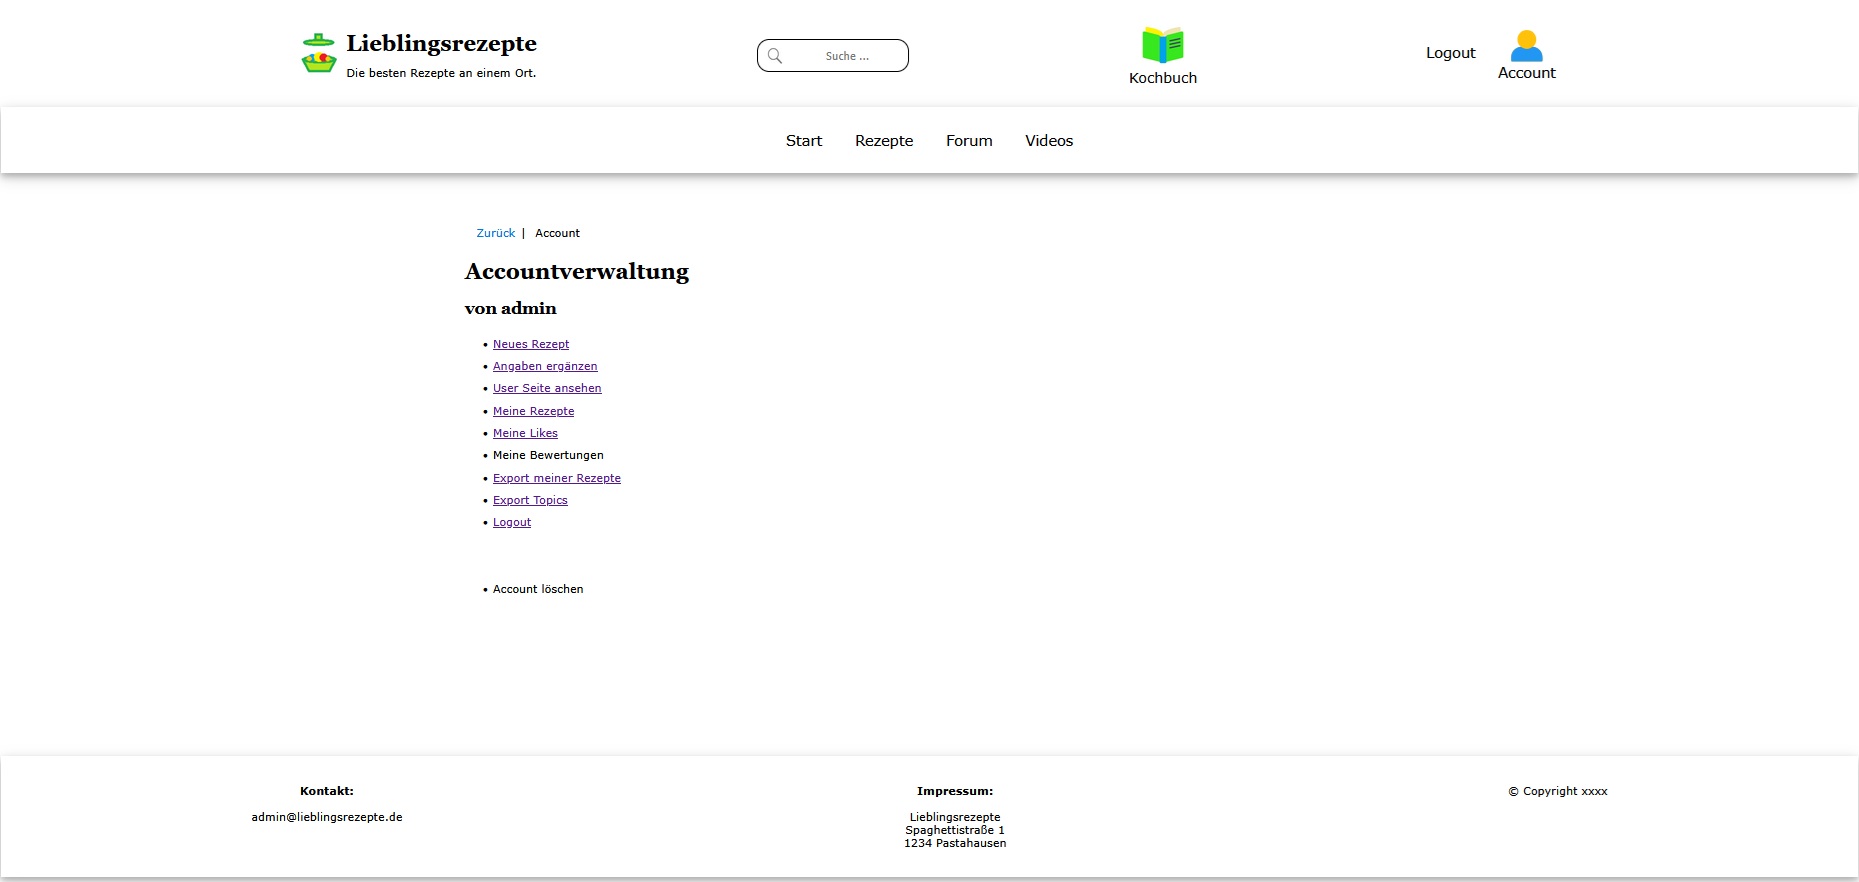 Lieblingsrezepte
Die besten Rezepte an einem Ort.
Suche ...
Kochbuch
Logout
Account
Start Rezepte Forum Videos
Zurück | Account
Accountverwaltung
von admin
• Neues Rezept
• Angaben ergänzen
• User Seite ansehen
• Meine Rezepte
• Meine Likes
• Meine Bewertungen
• Export meiner Rezepte
• Export Topics
• Logout
• Account löschen
Kontakt:
admin@lieblingsrezepte.de
Impressum:
Lieblingsrezepte
Spaghettistraße 1
1234 Pastahausen
© Copyright xxxx